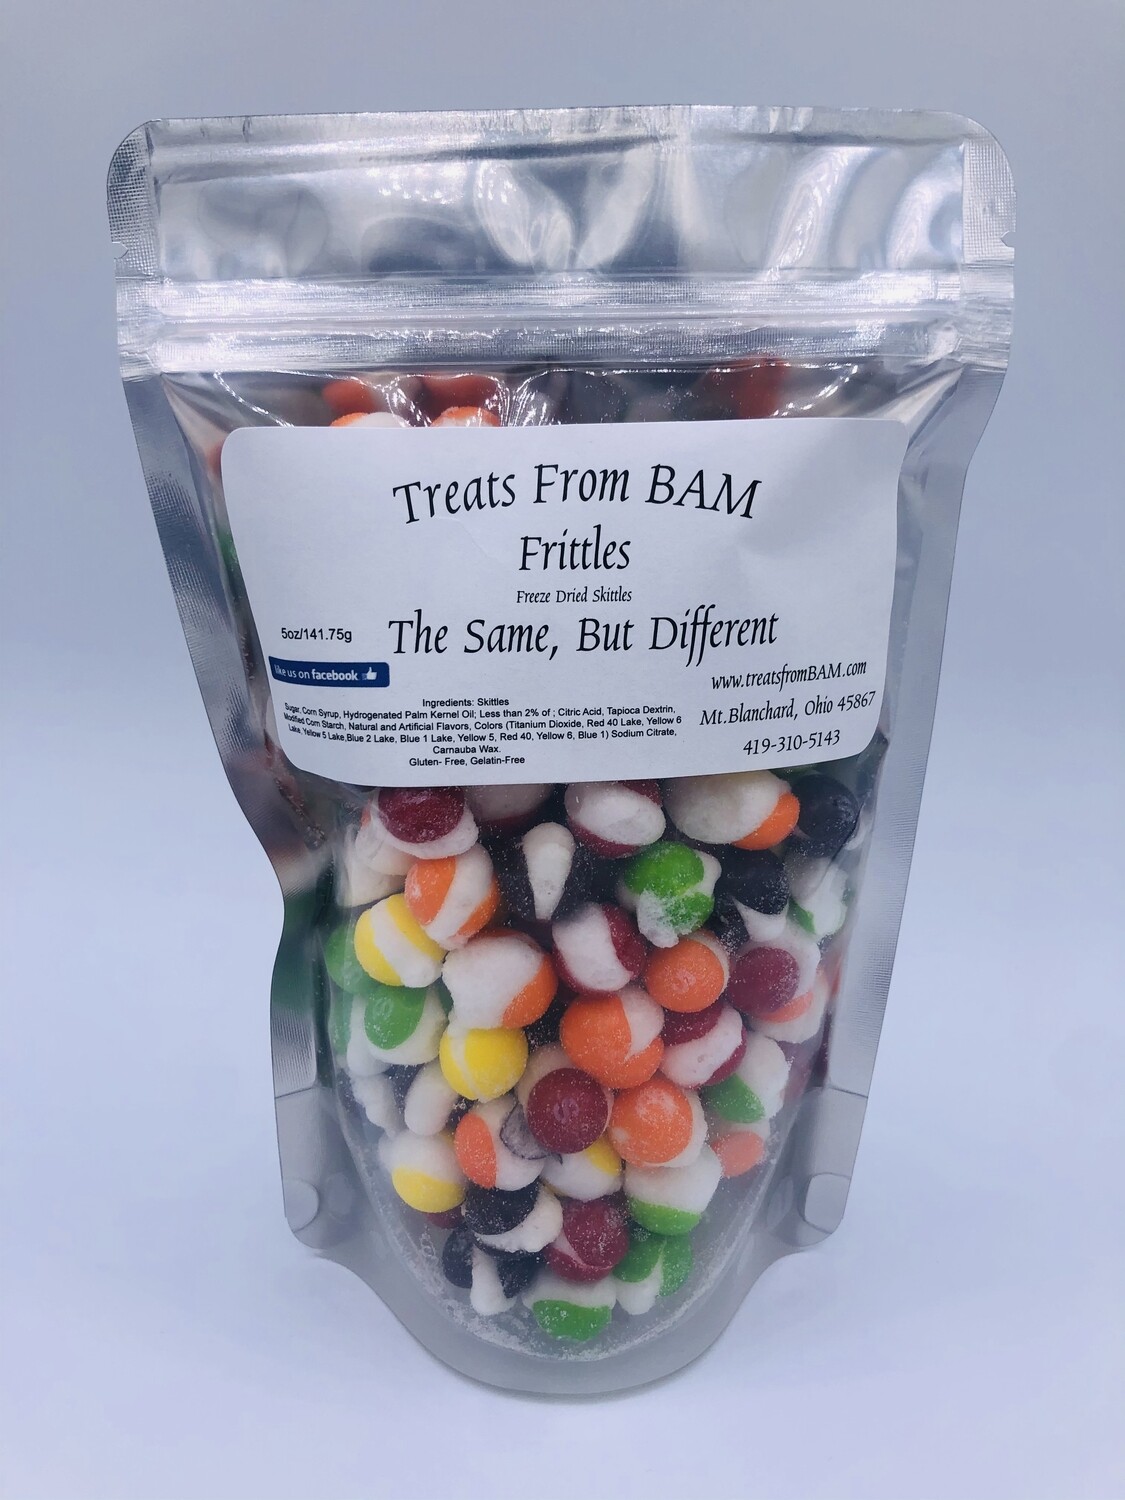 Treats From BAM
Frittles
Freeze Dried Skittles
The Same, But Different
5oz/141.75g
like us on facebook
Ingredients: Skittles
Sugar, Corn Syrup, Hydrogenated Palm Kernel Oil; Less than 2% of ; Citric Acid, Tapioca Dextrin,
Modified Corn Starch, Natural and Artificial Flavors, Colors (Titanium Dioxide, Red 40 Lake, Yellow 6
Lake, Yellow 5 Lake,Blue 2 Lake, Blue 1 Lake, Yellow 5, Red 40, Yellow 6, Blue 1) Sodium Citrate,
Carnauba Wax.
Gluten- Free, Gelatin-Free
www.treatsfromBAM.com
Mt.Blanchard, Ohio 45867
419-310-5143